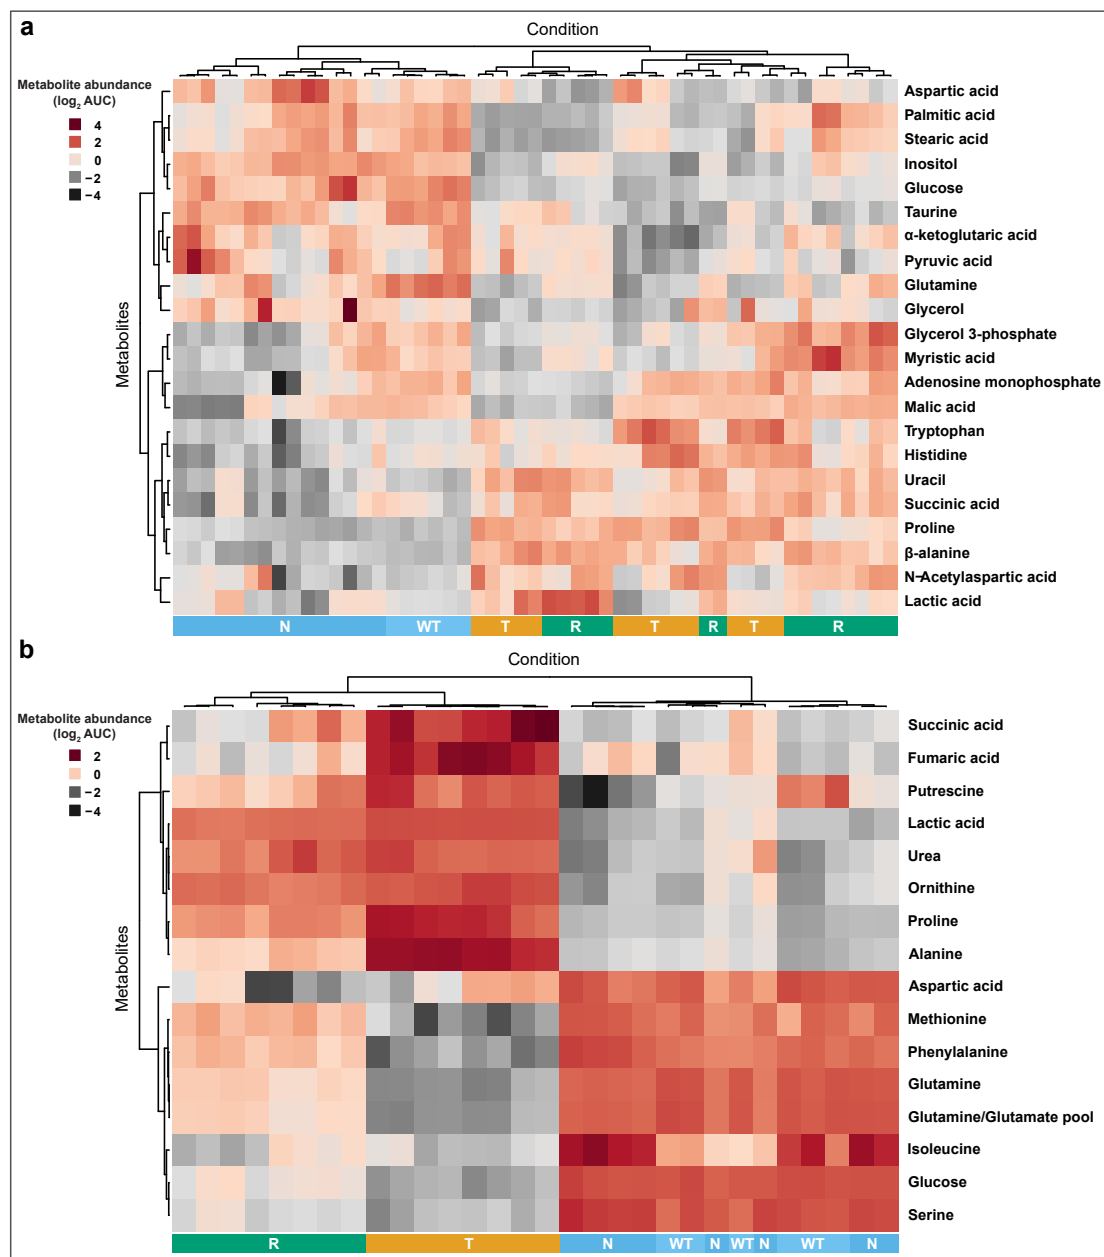 a
Condition
Metabolite abundance
(log₂ AUC)
4
2
0
−2
−4
Metabolites
Aspartic acid
Palmitic acid
Stearic acid
Inositol
Glucose
Taurine
α-ketoglutaric acid
Pyruvic acid
Glutamine
Glycerol
Glycerol 3-phosphate
Myristic acid
Adenosine monophosphate
Malic acid
Tryptophan
Histidine
Uracil
Succinic acid
Proline
β-alanine
N−Acetylaspartic acid
Lactic acid
N WT T R T R T R
b
Condition
Metabolite abundance
(log₂ AUC)
2
0
−2
−4
Metabolites
Succinic acid
Fumaric acid
Putrescine
Lactic acid
Urea
Ornithine
Proline
Alanine
Aspartic acid
Methionine
Phenylalanine
Glutamine
Glutamine/Glutamate pool
Isoleucine
Glucose
Serine
R T N WT N WT N WT N